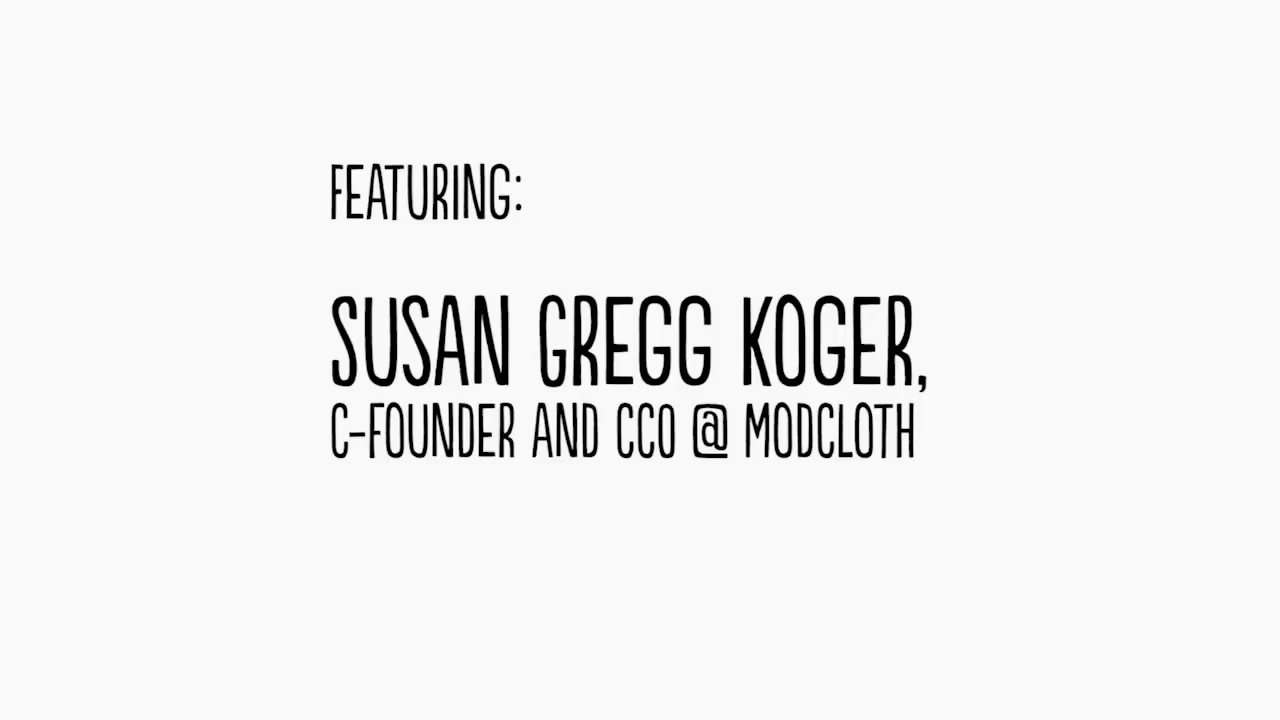 FEATURING:
SUSAN GREGG KOGER,
C-FOUNDER AND CCO @ MODCLOTH